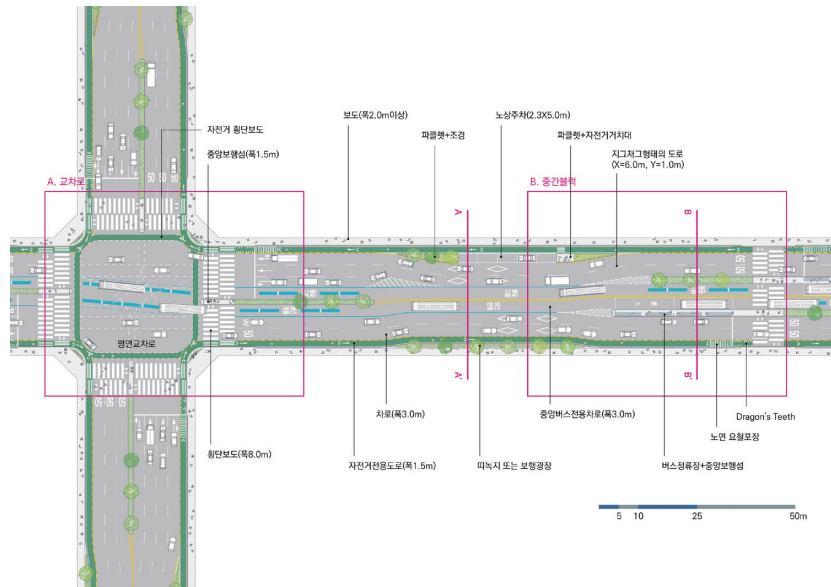 보도(폭2.0m이상)
노상주차(2.3X5.0m)
자전거 횡단보도
파클렛+조경
파클렛+자전거거치대
중앙보행섬(폭1.5m)
지그재그형태의 도로
(X=6.0m, Y=1.0m)
A. 교차로
B. 중간블럭
A
B
50 50 50
평면교차로
A'
B'
차로(폭3.0m)
중앙버스전용차로(폭3.0m)
Dragon's Teeth
노면 요철포장
횡단보도(폭8.0m)
자전거전용도로(폭1.5m)
띠녹지 또는 보행광장
버스정류장+중앙보행섬
5 10 25 50m